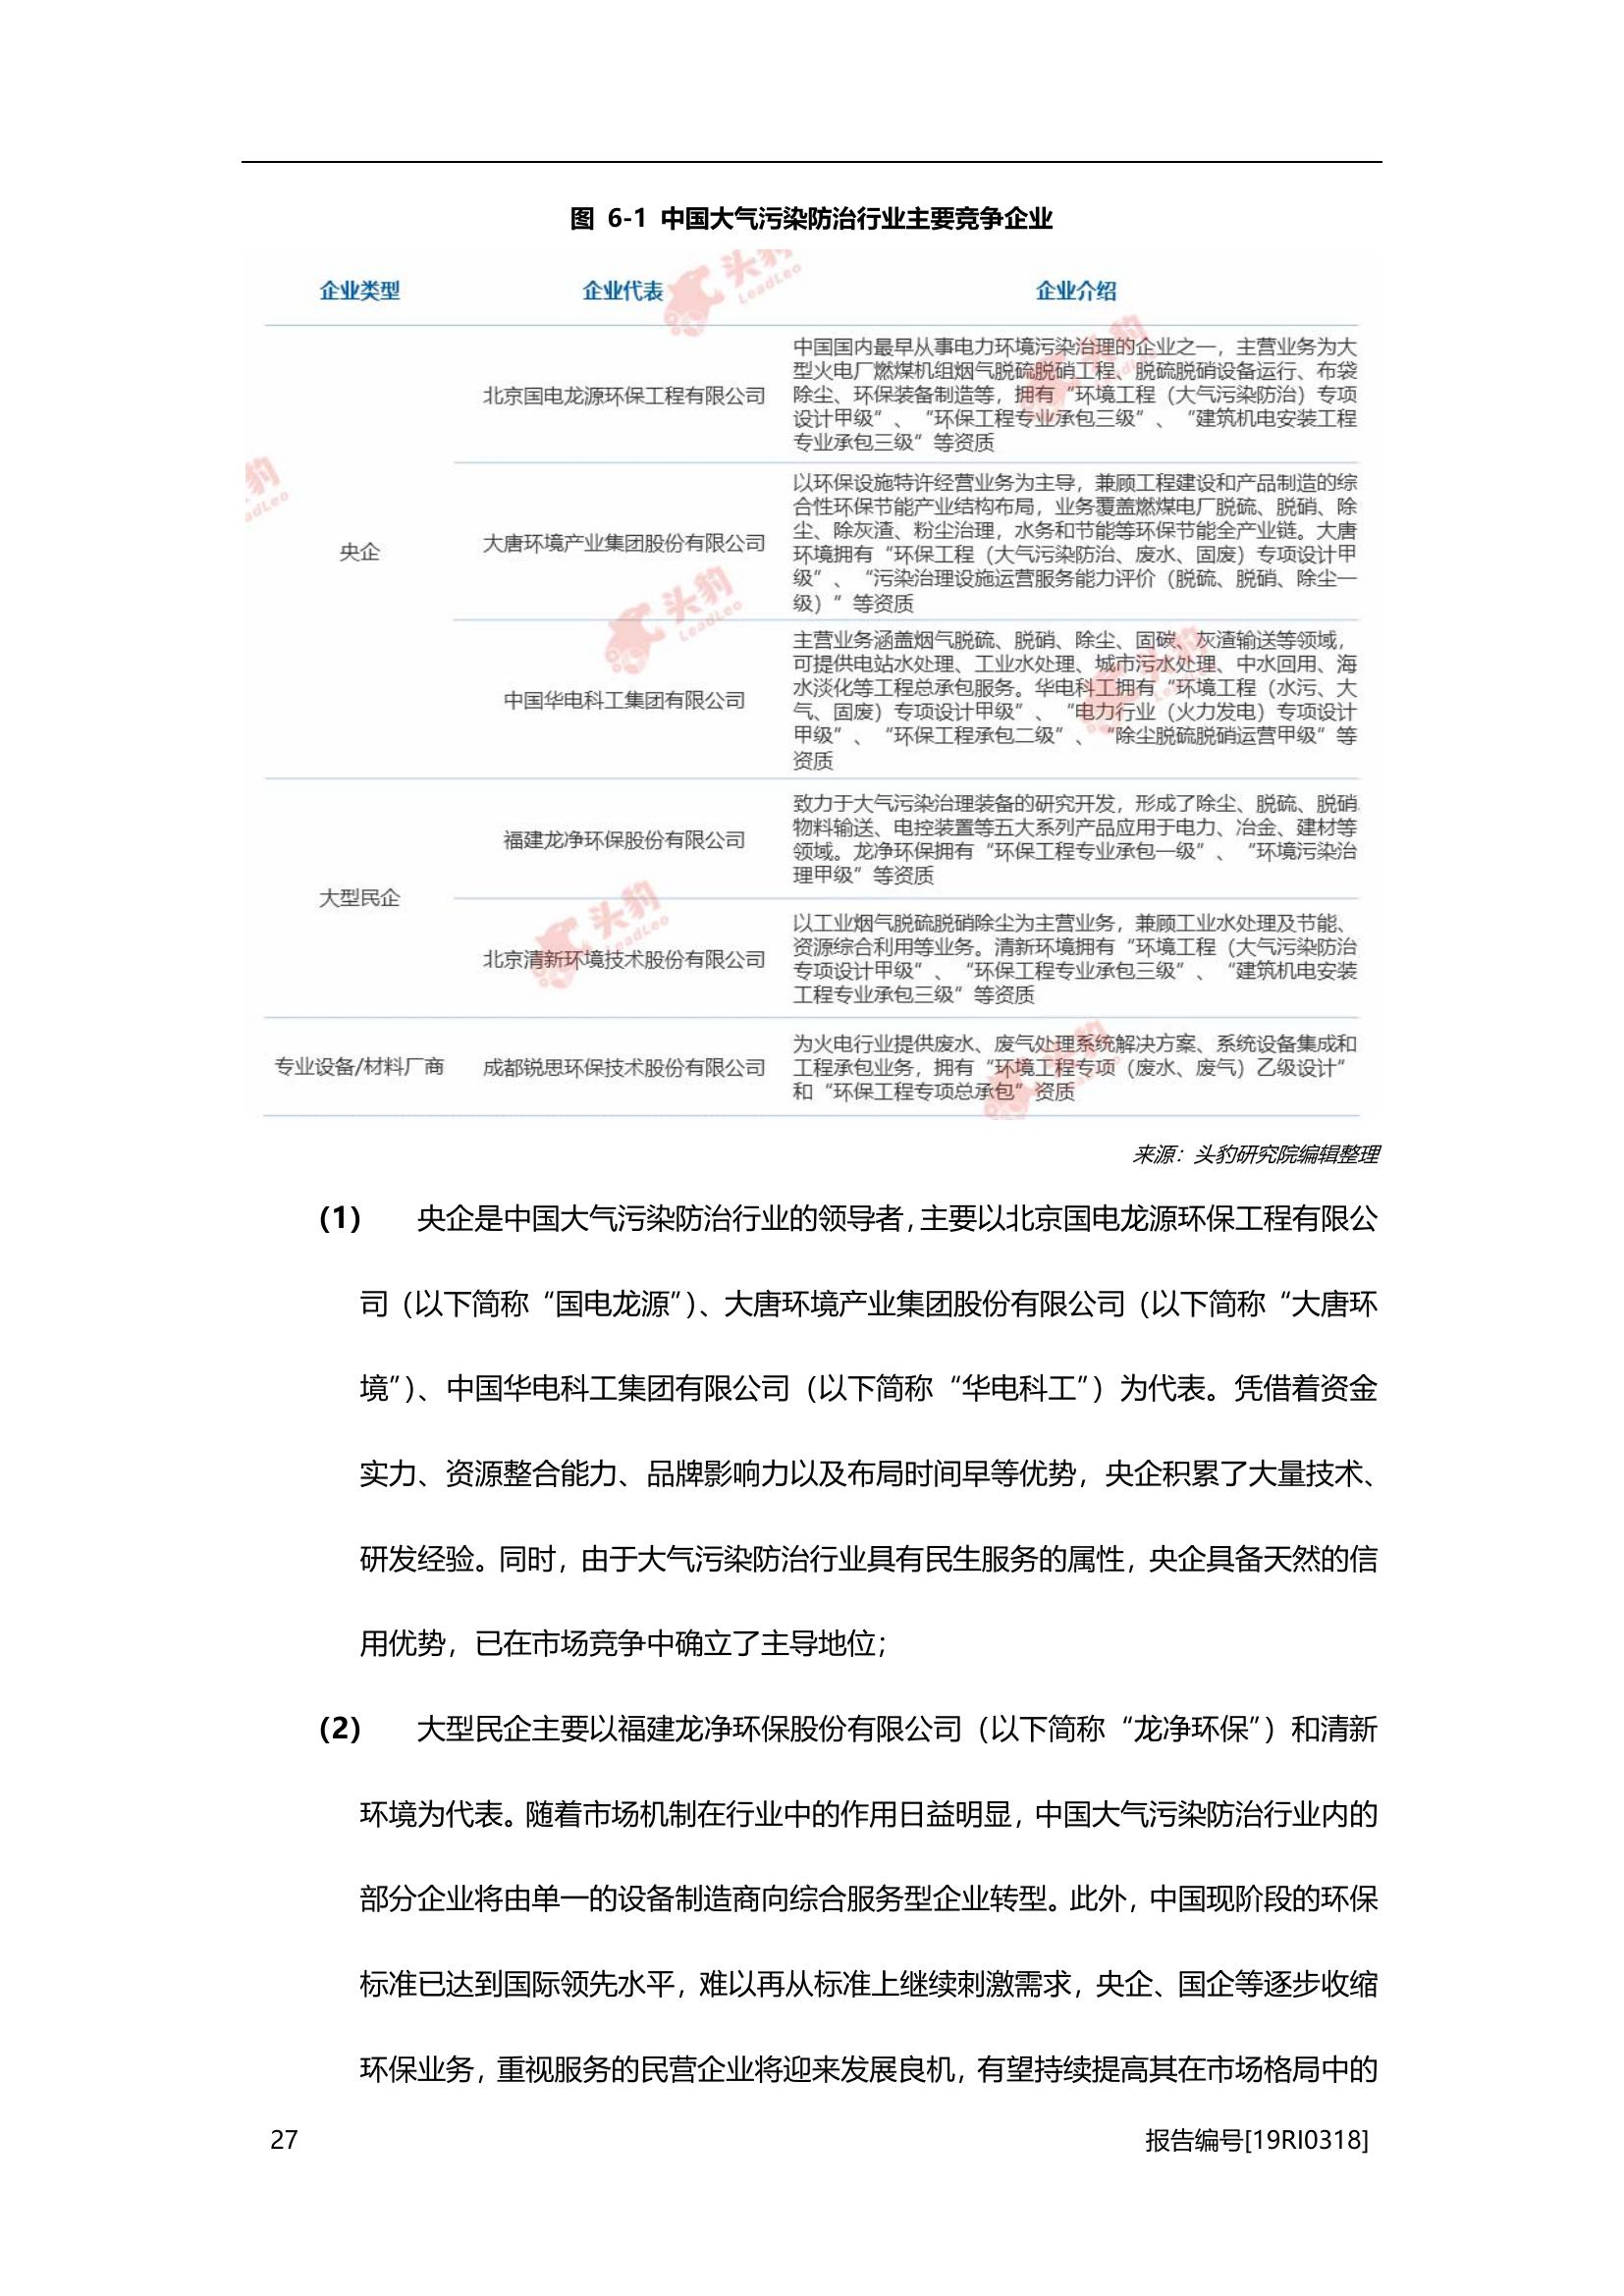 图 6-1 中国大气污染防治行业主要竞争企业
企业类型 企业代表 企业介绍
央企
北京国电龙源环保工程有限公司
中国国内最早从事电力环境污染治理的企业之一，主营业务为大
型火电厂燃煤机组烟气脱硫脱硝工程、脱硫脱硝设备运行、布袋
除尘、环保装备制造等，拥有“环境工程（大气污染防治）专项
设计甲级”、“环保工程专业承包三级”、“建筑机电安装工程
专业承包三级”等资质
大唐环境产业集团股份有限公司
以环保设施特许经营业务为主导，兼顾工程建设和产品制造的综
合性环保节能产业结构布局，业务覆盖燃煤电厂脱硫、脱硝、除
尘、除灰渣、粉尘治理，水务和节能等环保节能全产业链。大唐
环境拥有“环保工程（大气污染防治、废水、固废）专项设计甲
级”、“污染治理设施运营服务能力评价（脱硫、脱硝、除尘一
级）”等资质
中国华电科工集团有限公司
主营业务涵盖烟气脱硫、脱硝、除尘、固碳、灰渣输送等领域，
可提供电站水处理、工业水处理、城市污水处理、中水回用、海
水淡化等工程总承包服务。华电科工拥有“环境工程（水污、大
气、固废）专项设计甲级”、“电力行业（火力发电）专项设计
甲级”、“环保工程承包二级”、“除尘脱硫脱硝运营甲级”等
资质
大型民企
福建龙净环保股份有限公司
致力于大气污染治理装备的研究开发，形成了除尘、脱硫、脱硝
物料输送、电控装置等五大系列产品应用于电力、冶金、建材等
领域。龙净环保拥有“环保工程专业承包一级”、“环境污染治
理甲级”等资质
北京清新环境技术股份有限公司
以工业烟气脱硫脱硝除尘为主营业务，兼顾工业水处理及节能、
资源综合利用等业务。清新环境拥有“环境工程（大气污染防治
专项设计甲级”、“环保工程专业承包三级”、“建筑机电安装
工程专业承包三级”等资质
专业设备/材料厂商
成都锐思环保技术股份有限公司
为火电行业提供废水、废气处理系统解决方案、系统设备集成和
工程承包业务，拥有“环境工程专项（废水、废气）乙级设计“
和“环保工程专项总承包”资质
头豹
LeadLeo
来源：头豹研究院编辑整理
（1） 央企是中国大气污染防治行业的领导者，主要以北京国电龙源环保工程有限公
司（以下简称“国电龙源”）、大唐环境产业集团股份有限公司（以下简称“大唐环
境”）、中国华电科工集团有限公司（以下简称“华电科工”）为代表。凭借着资金
实力、资源整合能力、品牌影响力以及布局时间早等优势，央企积累了大量技术、
研发经验。同时，由于大气污染防治行业具有民生服务的属性，央企具备天然的信
用优势，已在市场竞争中确立了主导地位；
（2） 大型民企主要以福建龙净环保股份有限公司（以下简称“龙净环保”）和清新
环境为代表。随着市场机制在行业中的作用日益明显，中国大气污染防治行业内的
部分企业将由单一的设备制造商向综合服务型企业转型。此外，中国现阶段的环保
标准已达到国际领先水平，难以再从标准上继续刺激需求，央企、国企等逐步收缩
环保业务，重视服务的民营企业将迎来发展良机，有望持续提高其在市场格局中的
27 报告编号[19RI0318]